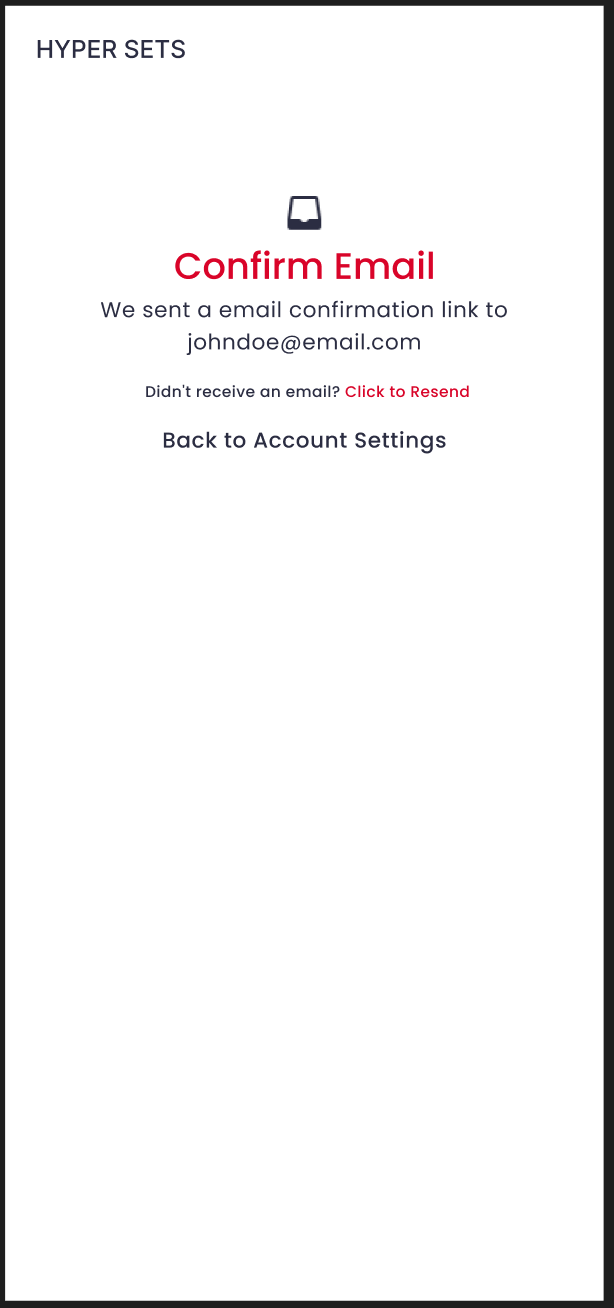 HYPER SETS
Confirm Email
We sent a email confirmation link to
johndoe@email.com
Didn't receive an email? Click to Resend
Back to Account Settings